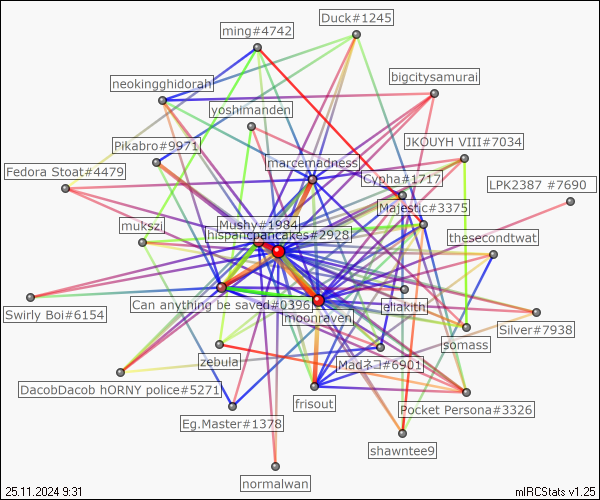 Duck#1245
ming#4742
bigcitysamurai
neokingghidorah
yoshimanden
JKOUYH VIII#7034
Pikabro#9971
marcemadness
Fedora Stoat#4479
Cypha#1717
LPK2387 _#7690
Majestic#3375
Mushy#1984
mukszi
hispancpancakes#2928
thesecondtwat
Can anything be saved#0396
eliakith
Swirly Boi#6154
moonraven
Silver#7938
somass
zebula
Madネコ#6901
DacobDacob hORNY police#5271
frisout
Pocket Persona#3326
Eg.Master#1378
shawntee9
normalwan
25.11.2024 9:31
mIRCStats v1.25